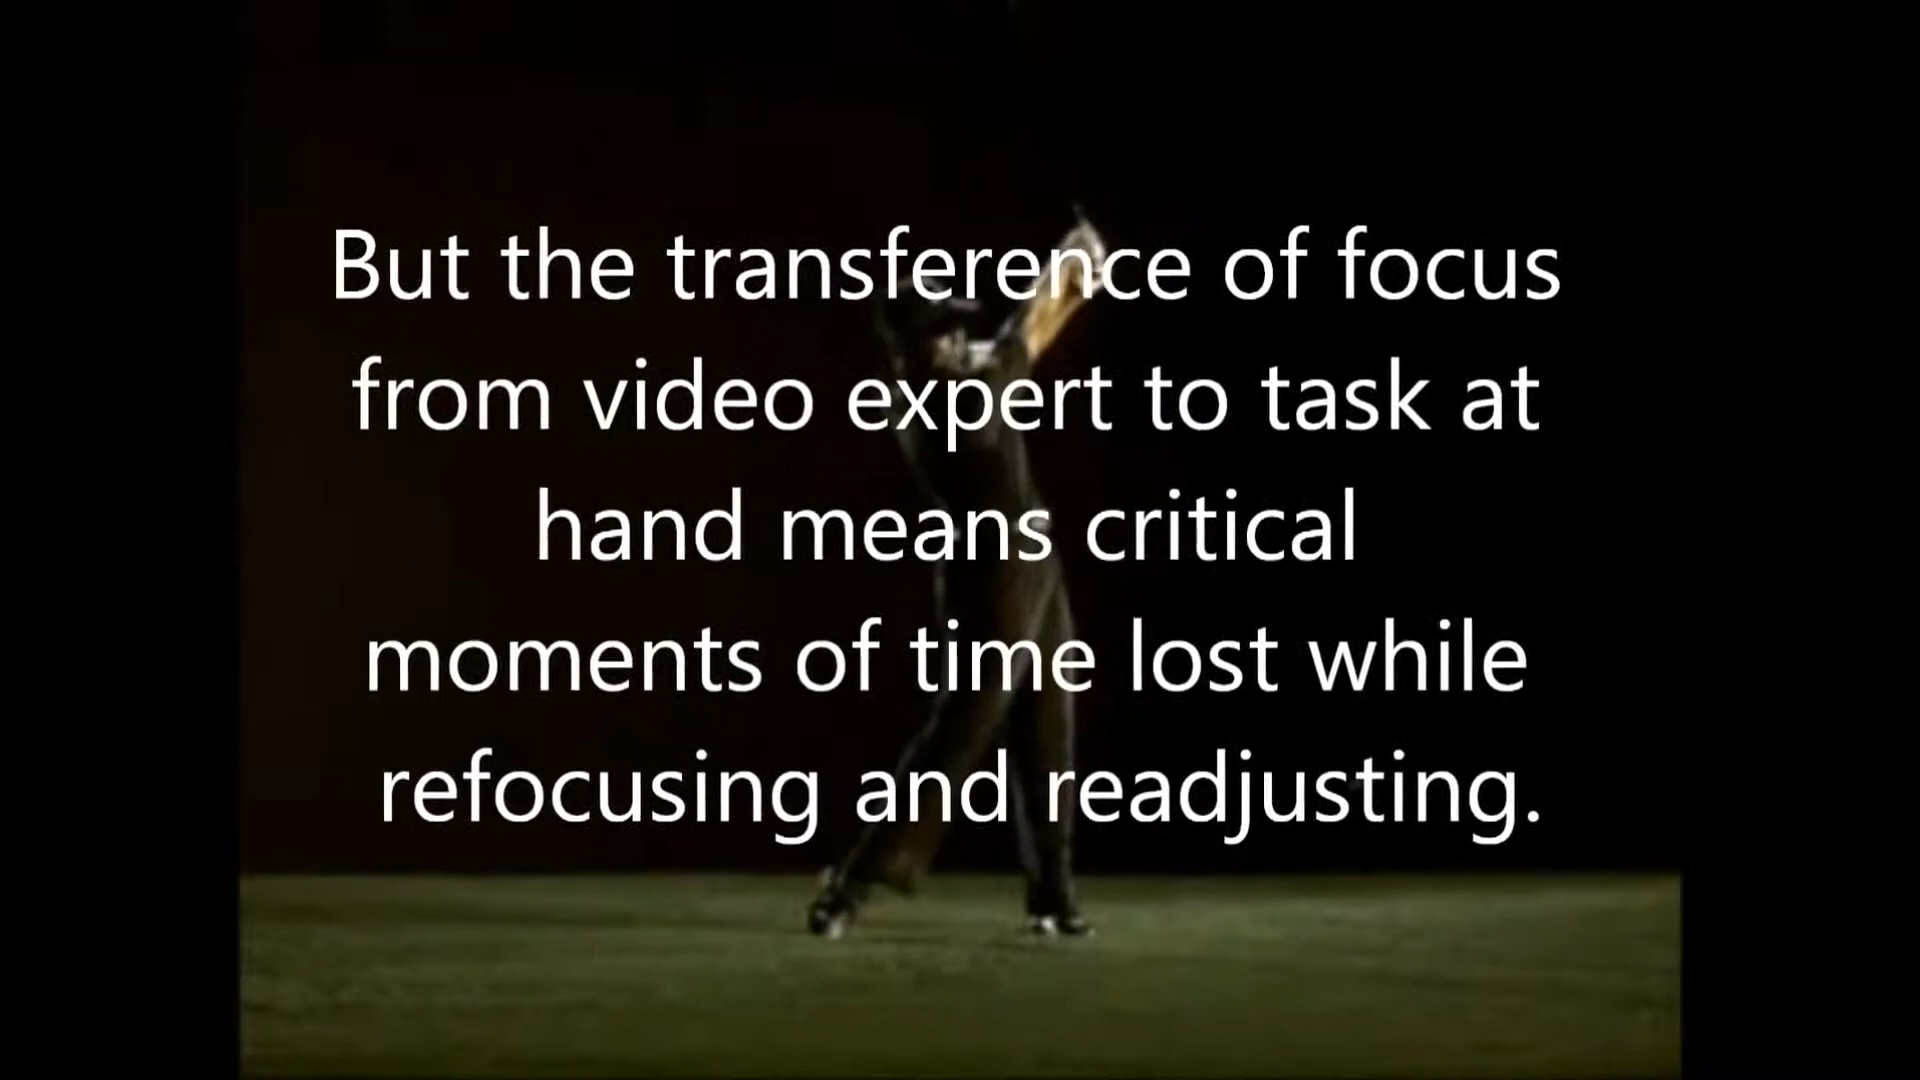 But the transference of focus
from video expert to task at
hand means critical
moments of time lost while
refocusing and readjusting.